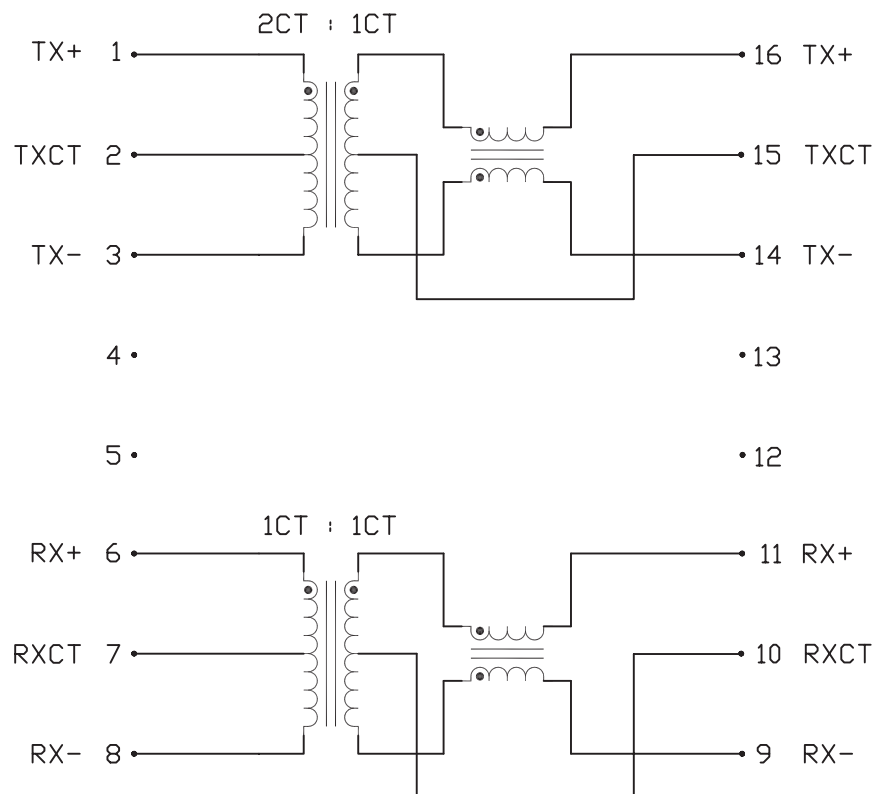 2CT : 1CT
TX+ 1
16 TX+
TXCT 2
15 TXCT
TX- 3
14 TX-
4
13
5
12
1CT : 1CT
RX+ 6
11 RX+
RXCT 7
10 RXCT
RX- 8
9 RX-